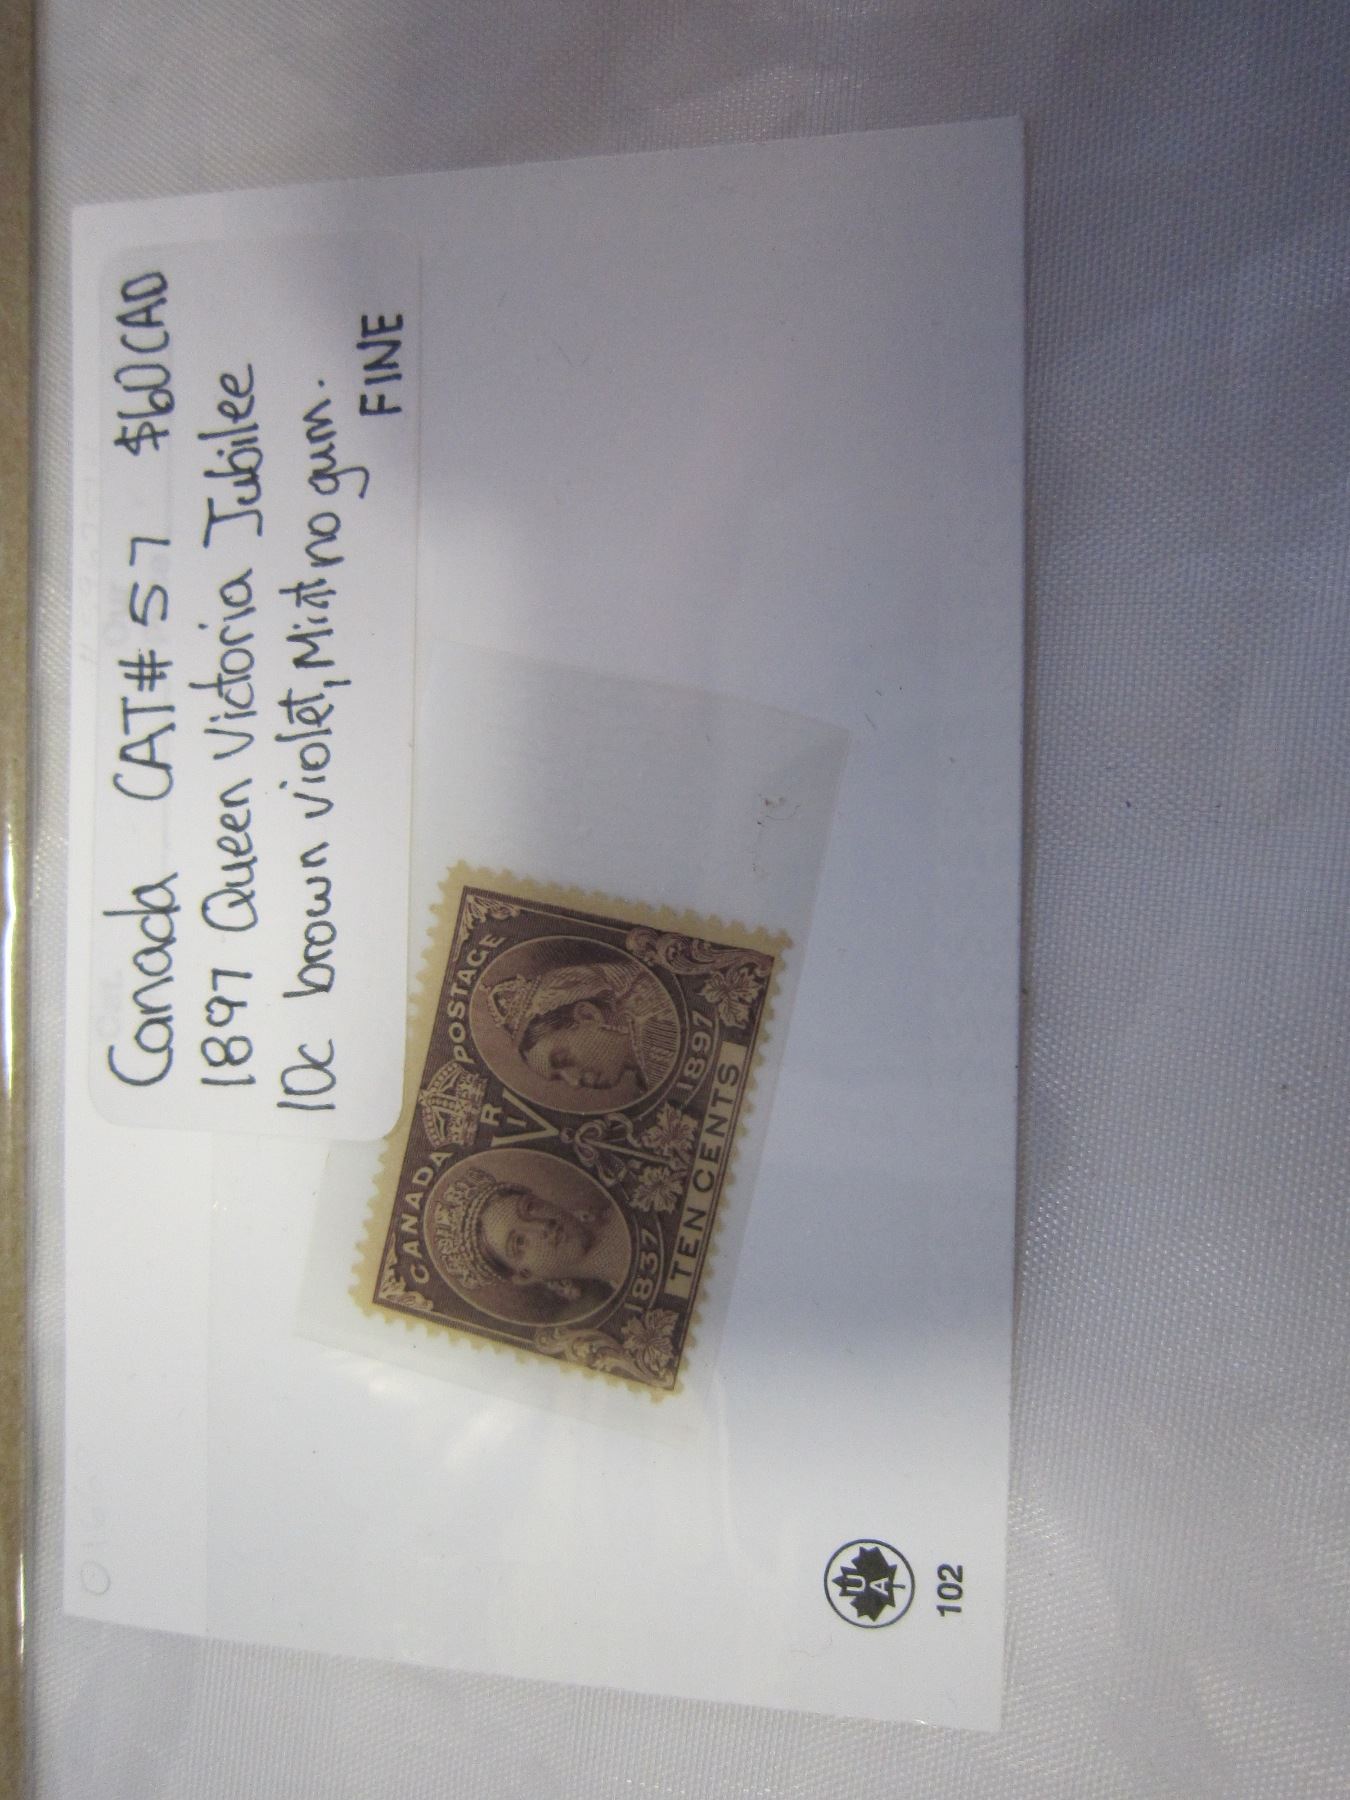 Canada CAT# 57 $60CAD
1897 Queen Victoria Jubilee
10c brown violet, Mint no gum.
FINE
CANADA POSTAGE
V R
1837 1897
TEN CENTS
UA
102